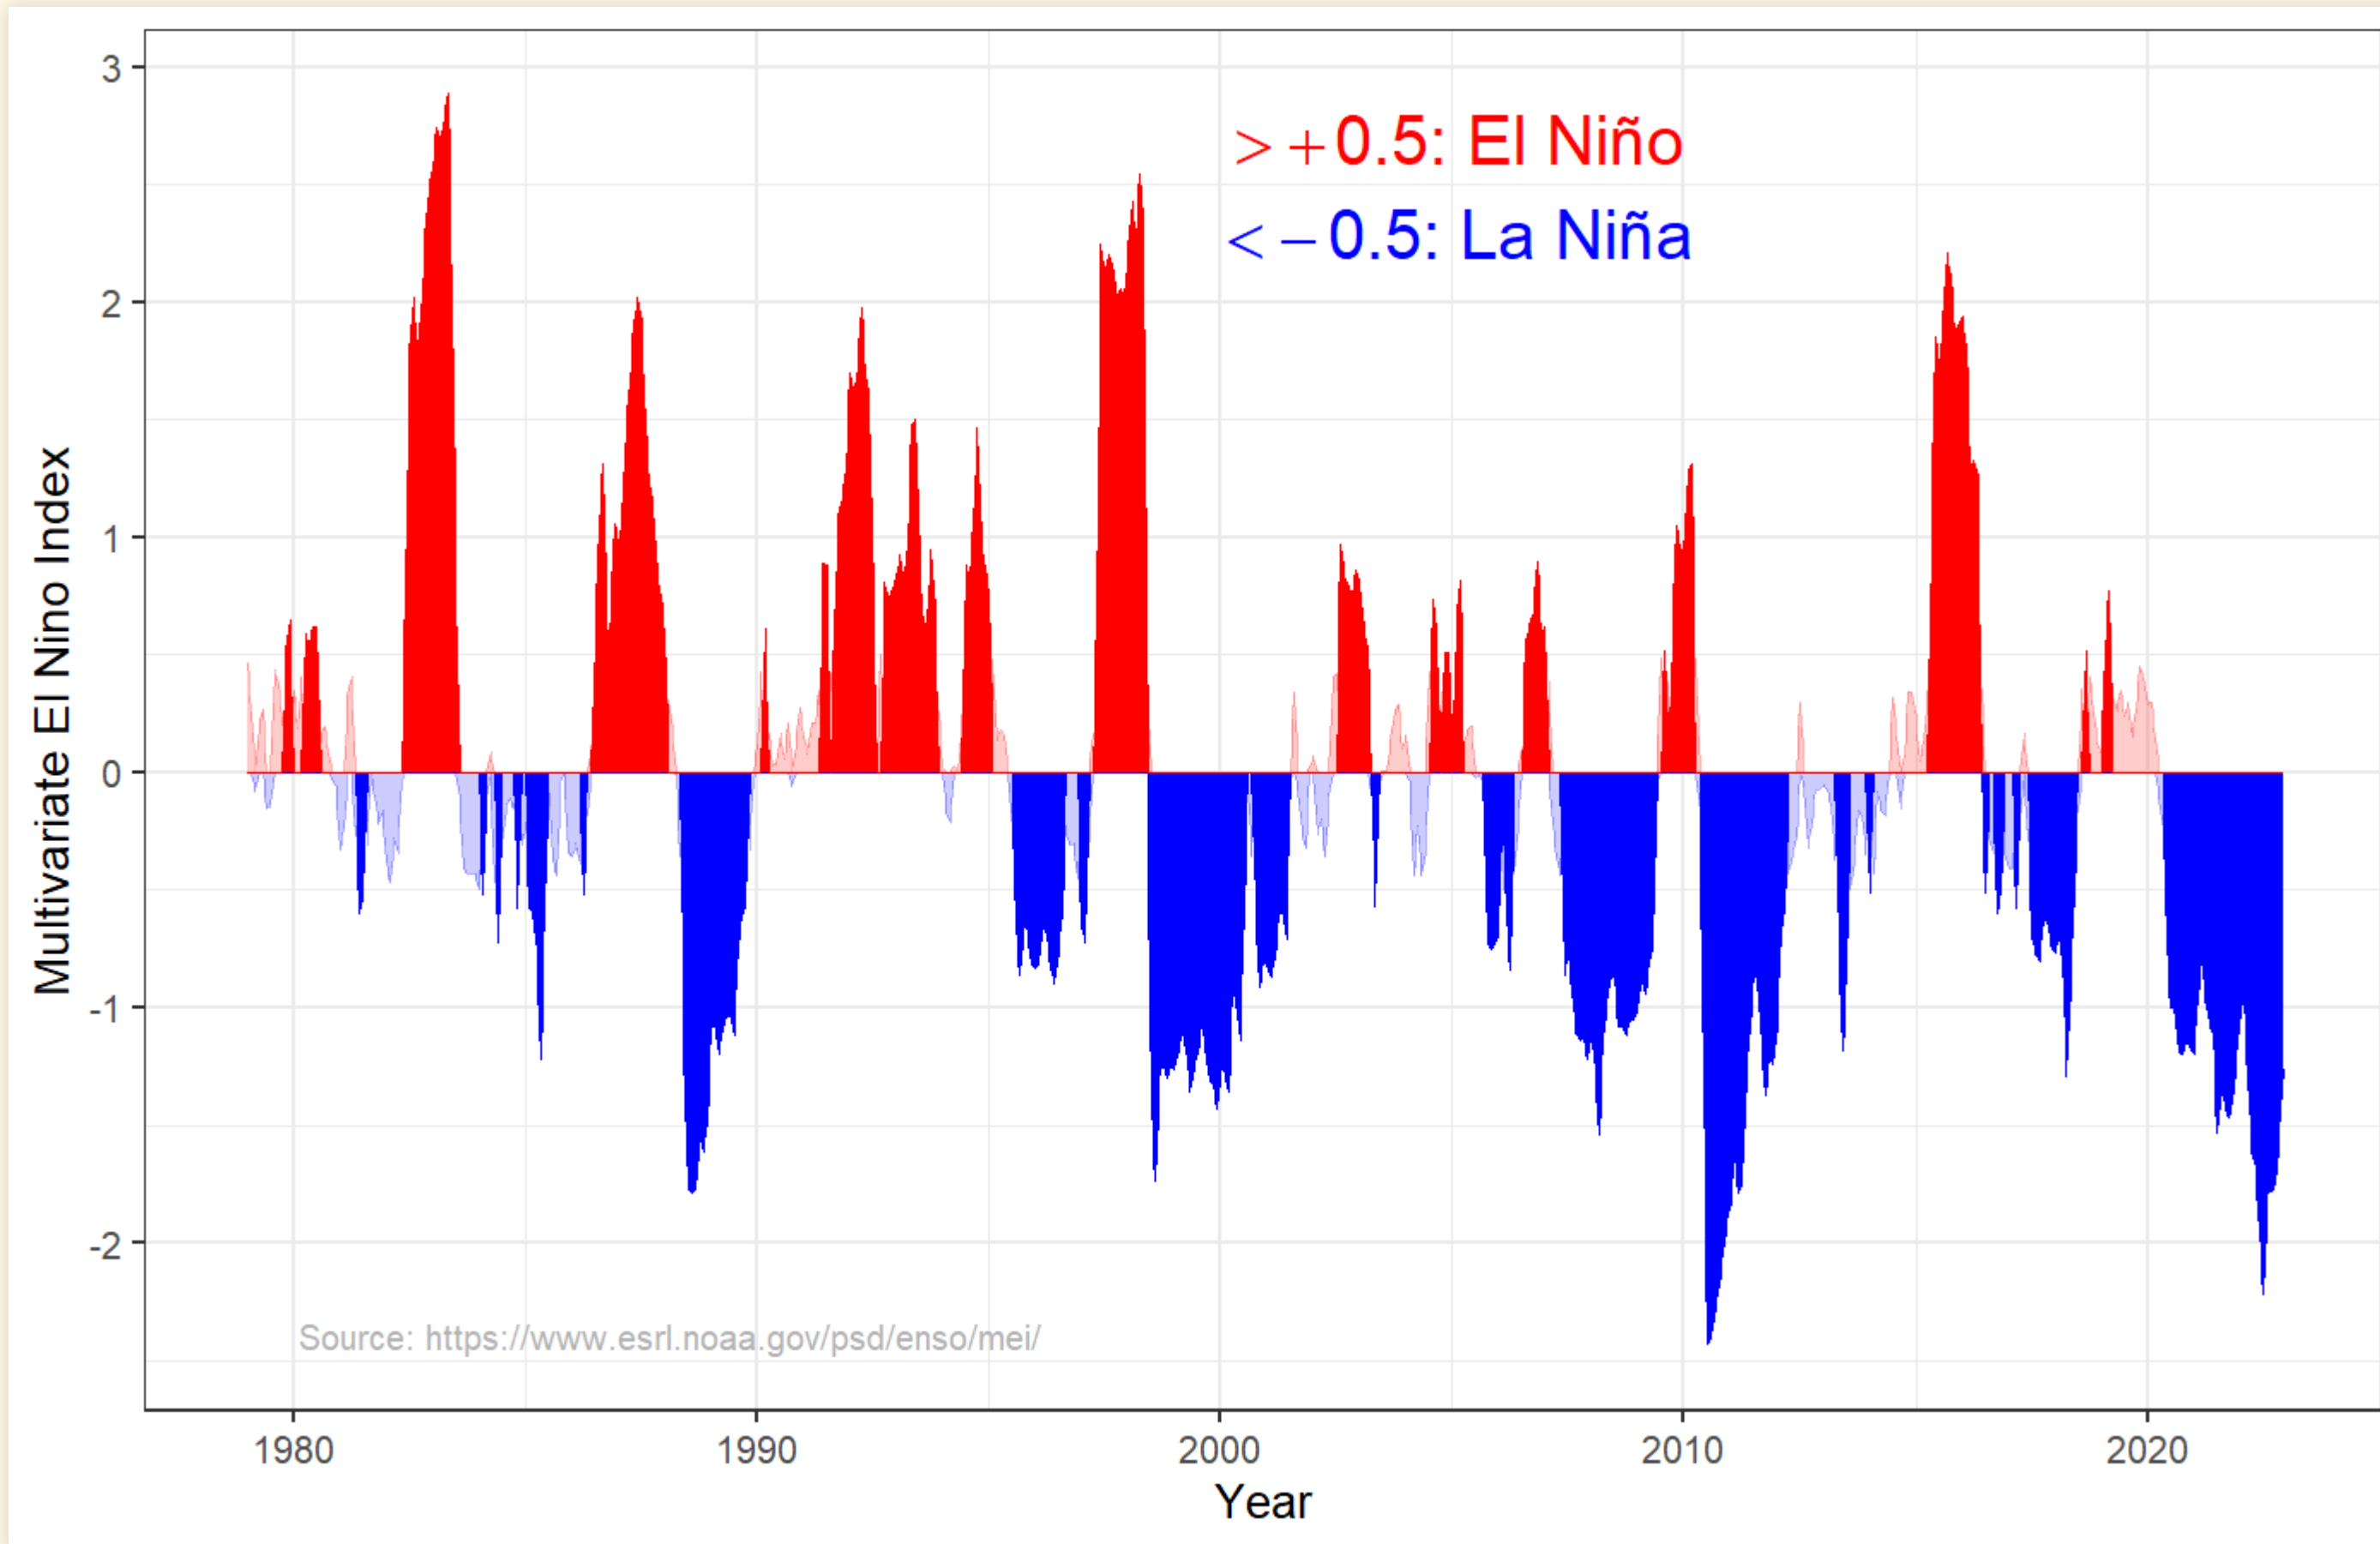 3
> +0.5: El Niño
< −0.5: La Niña
2
1
0
-1
-2
Multivariate El Nino Index
Source: https://www.esrl.noaa.gov/psd/enso/mei/
1980 1990 2000 2010 2020
Year